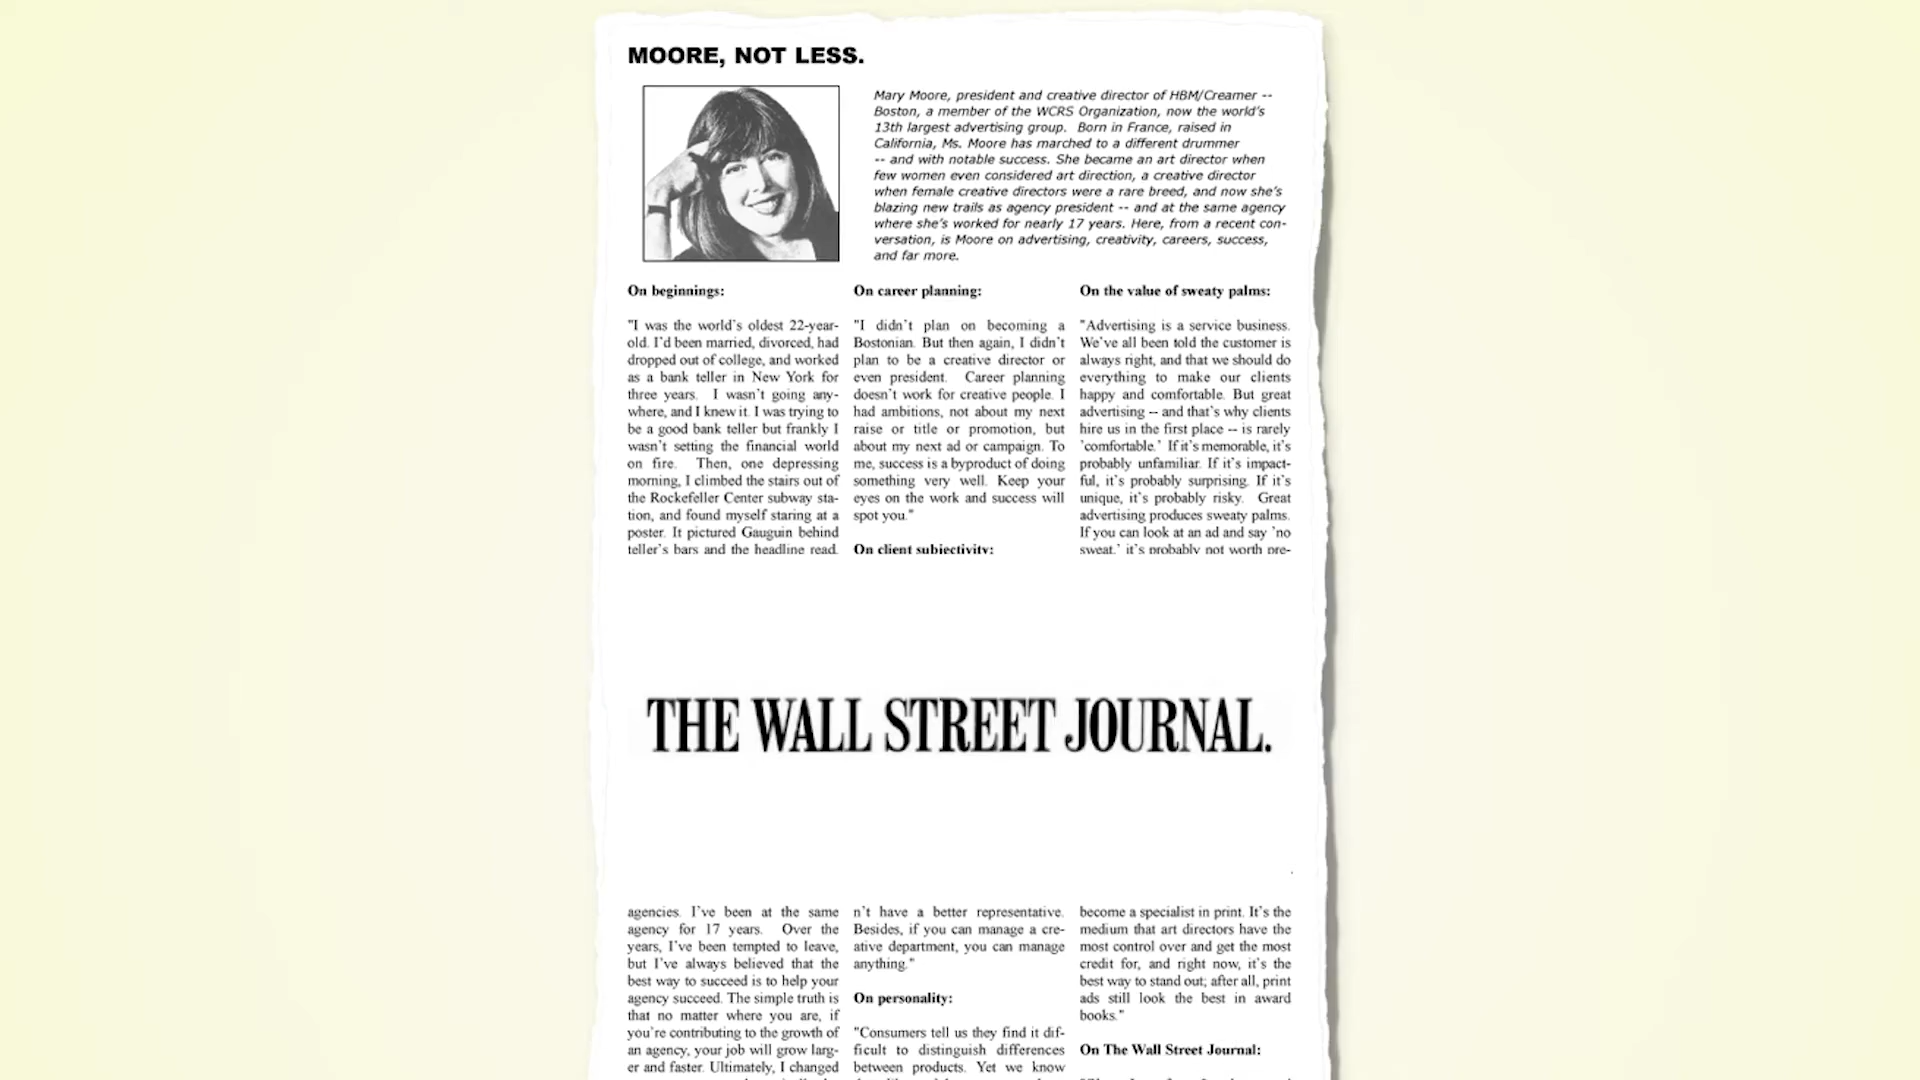 MOORE, NOT LESS.
Mary Moore, president and creative director of HBM/Creamer --
Boston, a member of the WCRS Organization, now the world's
13th largest advertising group. Born in France, raised in
California, Ms. Moore has marched to a different drummer
-- and with notable success. She became an art director when
few women even considered art direction, a creative director
when female creative directors were a rare breed, and now she's
blazing new trails as agency president -- and at the same agency
where she's worked for nearly 17 years. Here, from a recent con-
versation, is Moore on advertising, creativity, careers, success,
and far more.
On beginnings:
"I was the world's oldest 22-year-
old. I'd been married, divorced, had
dropped out of college, and worked
as a bank teller in New York for
three years. I wasn't going any-
where, and I knew it. I was trying to
be a good bank teller but frankly I
wasn't setting the financial world
on fire. Then, one depressing
morning, I climbed the stairs out of
the Rockefeller Center subway sta-
tion, and found myself staring at a
poster. It pictured Gauguin behind
teller's bars and the headline read.
On career planning:
"I didn't plan on becoming a
Bostonian. But then again, I didn't
plan to be a creative director or
even president. Career planning
doesn't work for creative people. I
had ambitions, not about my next
raise or title or promotion, but
about my next ad or campaign. To
me, success is a byproduct of doing
something very well. Keep your
eyes on the work and success will
spot you."
On client subjectivity:
On the value of sweaty palms:
"Advertising is a service business.
We've all been told the customer is
always right, and that we should do
everything to make our clients
happy and comfortable. But great
advertising -- and that's why clients
hire us in the first place -- is rarely
'comfortable.' If it's memorable, it's
probably unfamiliar. If it's impact-
ful, it's probably surprising. If it's
unique, it's probably risky. Great
advertising produces sweaty palms.
If you can look at an ad and say 'no
sweat,' it's probably not worth pre-
THE WALL STREET JOURNAL.
agencies. I've been at the same
agency for 17 years. Over the
years, I've been tempted to leave,
but I've always believed that the
best way to succeed is to help your
agency succeed. The simple truth is
that no matter where you are, if
you're contributing to the growth of
an agency, your job will grow larg-
er and faster. Ultimately, I changed
n't have a better representative.
Besides, if you can manage a cre-
ative department, you can manage
anything."
On personality:
"Consumers tell us they find it dif-
ficult to distinguish differences
between products. Yet we know
become a specialist in print. It's the
medium that art directors have the
most control over and get the most
credit for, and right now, it's the
best way to stand out; after all, print
ads still look the best in award
books."
On The Wall Street Journal: